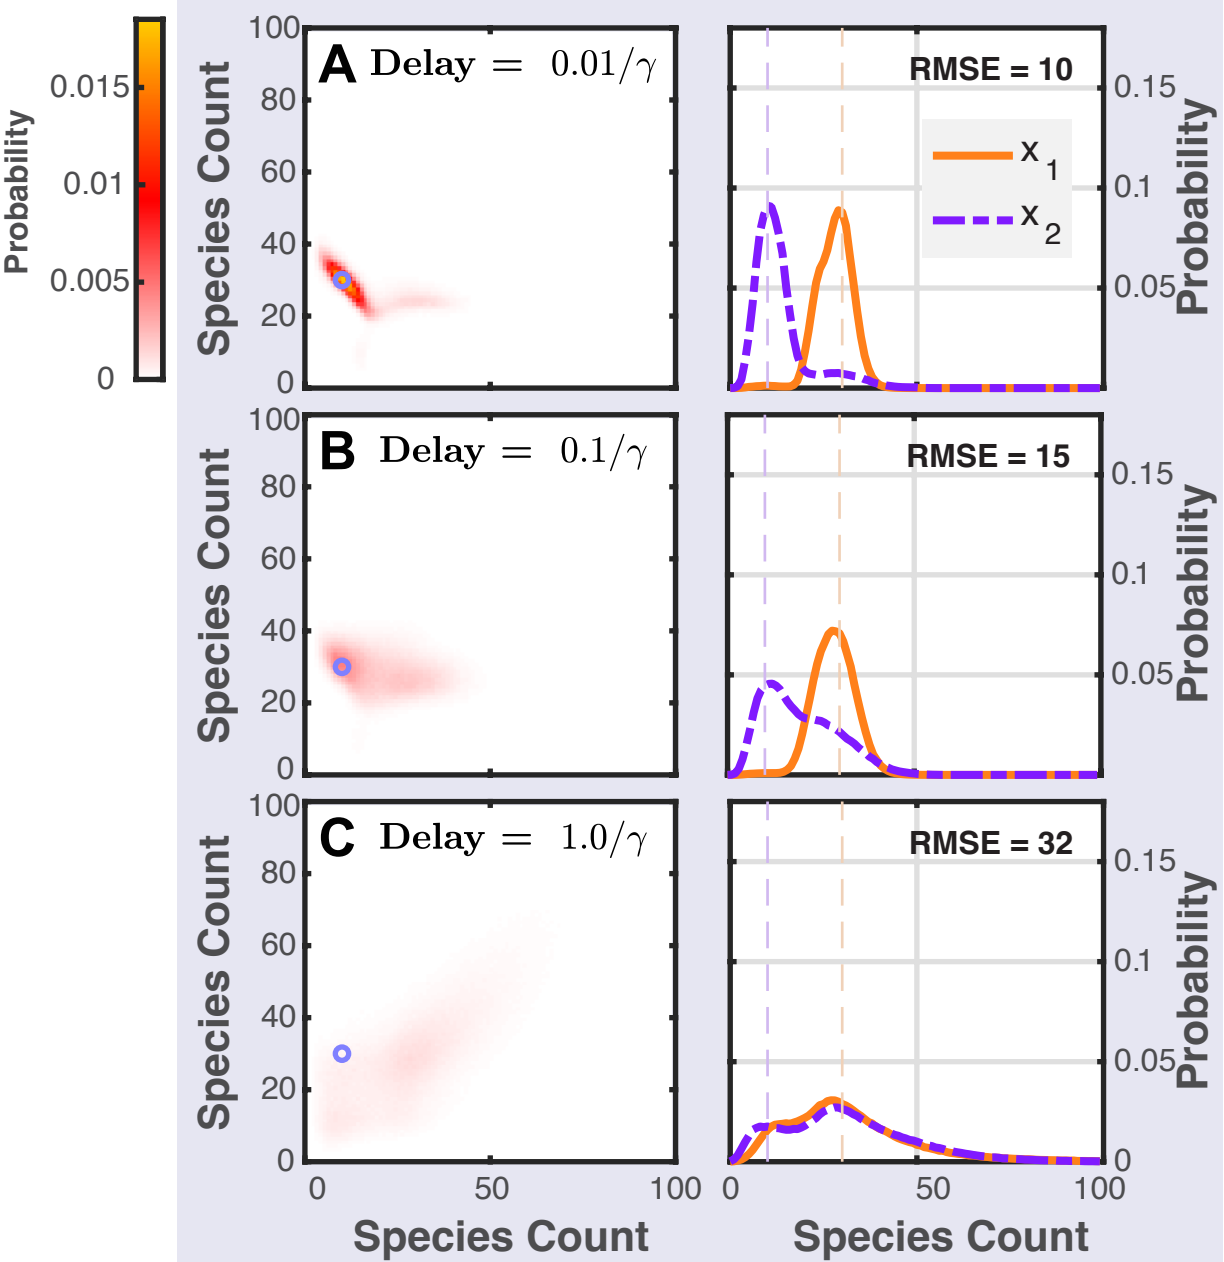 Probability
0.015
0.01
0.005
0
A Delay = 0.01/γ
Species Count
100
80
60
40
20
0
RMSE = 10
x 1
x 2
0.15
0.1
0.05
Probability
B Delay = 0.1/γ
Species Count
100
80
60
40
20
0
RMSE = 15
0.15
0.1
0.05
Probability
C Delay = 1.0/γ
Species Count
100
80
60
40
20
0
0 50 100
Species Count
RMSE = 32
0.15
0.1
0.05
0
Probability
0 50 100
Species Count